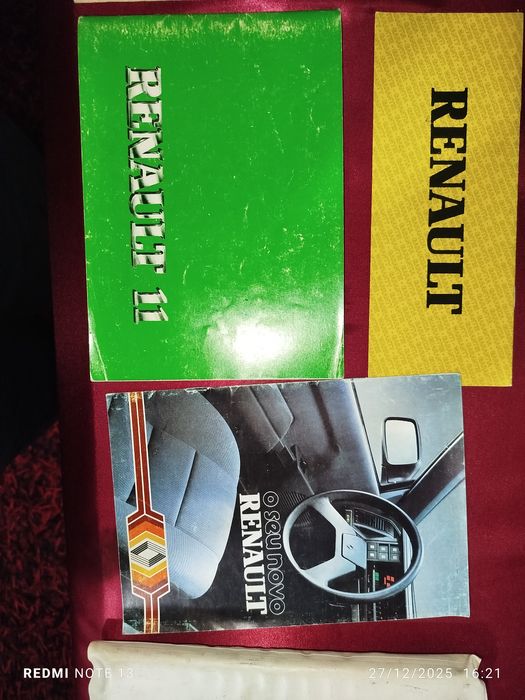 RENAULT 11
RENAULT
o seu novo
RENAULT
REDMI NOTE 13
27/12/2025 16:21